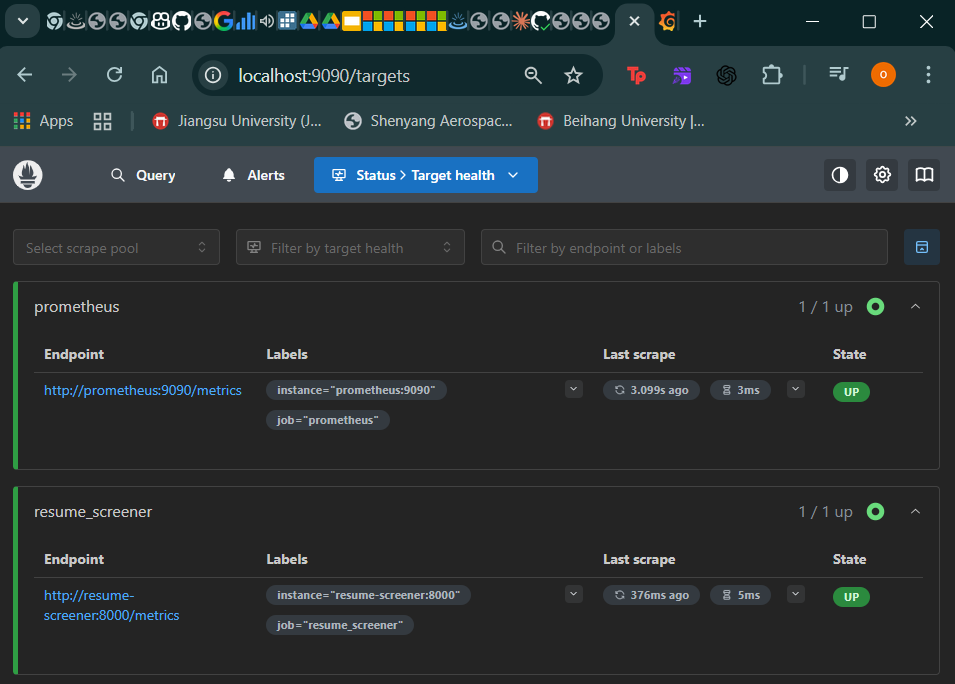 localhost:9090/targets
Tp
O
Apps
Jiangsu University (J...
Shenyang Aerospac...
Beihang University |...
Query
Alerts
Status > Target health
Select scrape pool
Filter by target health
Filter by endpoint or labels
prometheus
1 / 1 up
Endpoint
Labels
Last scrape
State
http://prometheus:9090/metrics
instance="prometheus:9090"
3.099s ago
3ms
UP
job="prometheus"
resume_screener
1 / 1 up
Endpoint
Labels
Last scrape
State
http://resume-
instance="resume-screener:8000"
376ms ago
5ms
UP
screener:8000/metrics
job="resume_screener"